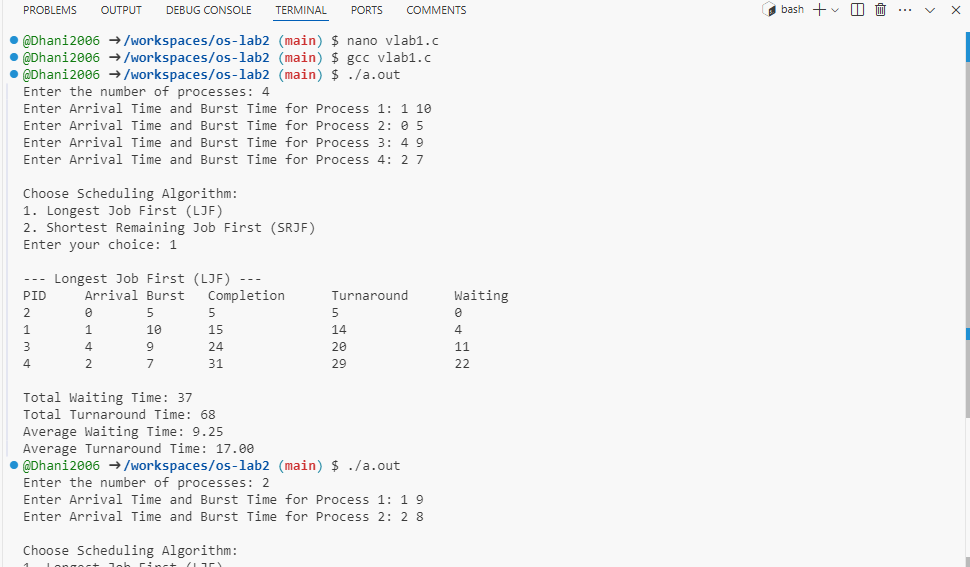 PROBLEMS OUTPUT DEBUG CONSOLE TERMINAL PORTS COMMENTS bash
@Dhani2006 ➜/workspaces/os-lab2 (main) $ nano vlab1.c
@Dhani2006 ➜/workspaces/os-lab2 (main) $ gcc vlab1.c
@Dhani2006 ➜/workspaces/os-lab2 (main) $ ./a.out
Enter the number of processes: 4
Enter Arrival Time and Burst Time for Process 1: 1 10
Enter Arrival Time and Burst Time for Process 2: 0 5
Enter Arrival Time and Burst Time for Process 3: 4 9
Enter Arrival Time and Burst Time for Process 4: 2 7
Choose Scheduling Algorithm:
1. Longest Job First (LJF)
2. Shortest Remaining Job First (SRJF)
Enter your choice: 1
--- Longest Job First (LJF) ---
PID Arrival Burst Completion Turnaround Waiting
2 0 5 5 5 0
1 1 10 15 14 4
3 4 9 24 20 11
4 2 7 31 29 22
Total Waiting Time: 37
Total Turnaround Time: 68
Average Waiting Time: 9.25
Average Turnaround Time: 17.00
@Dhani2006 ➜/workspaces/os-lab2 (main) $ ./a.out
Enter the number of processes: 2
Enter Arrival Time and Burst Time for Process 1: 1 9
Enter Arrival Time and Burst Time for Process 2: 2 8
Choose Scheduling Algorithm:
1. Longest Job First (LJF)